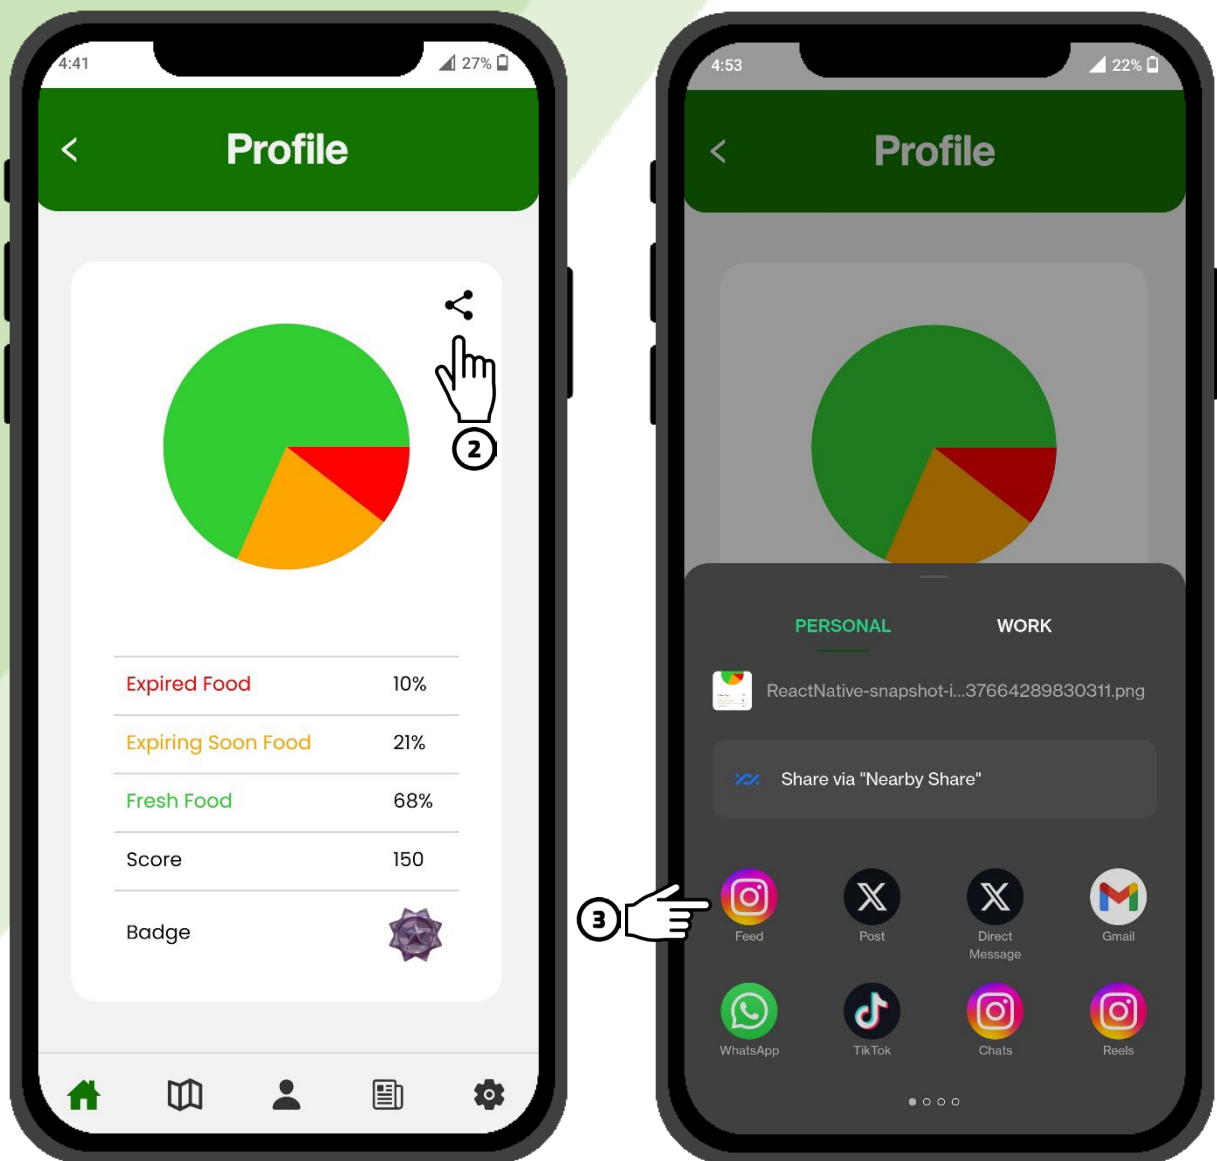 4:41
27%
Profile
2
Expired Food 10%
Expiring Soon Food 21%
Fresh Food 68%
Score 150
Badge
4:53
22%
Profile
PERSONAL WORK
ReactNative-snapshot-i...37664289830311.png
Share via "Nearby Share"
3
Feed Post Direct Message Gmail
WhatsApp TikTok Chats Reels